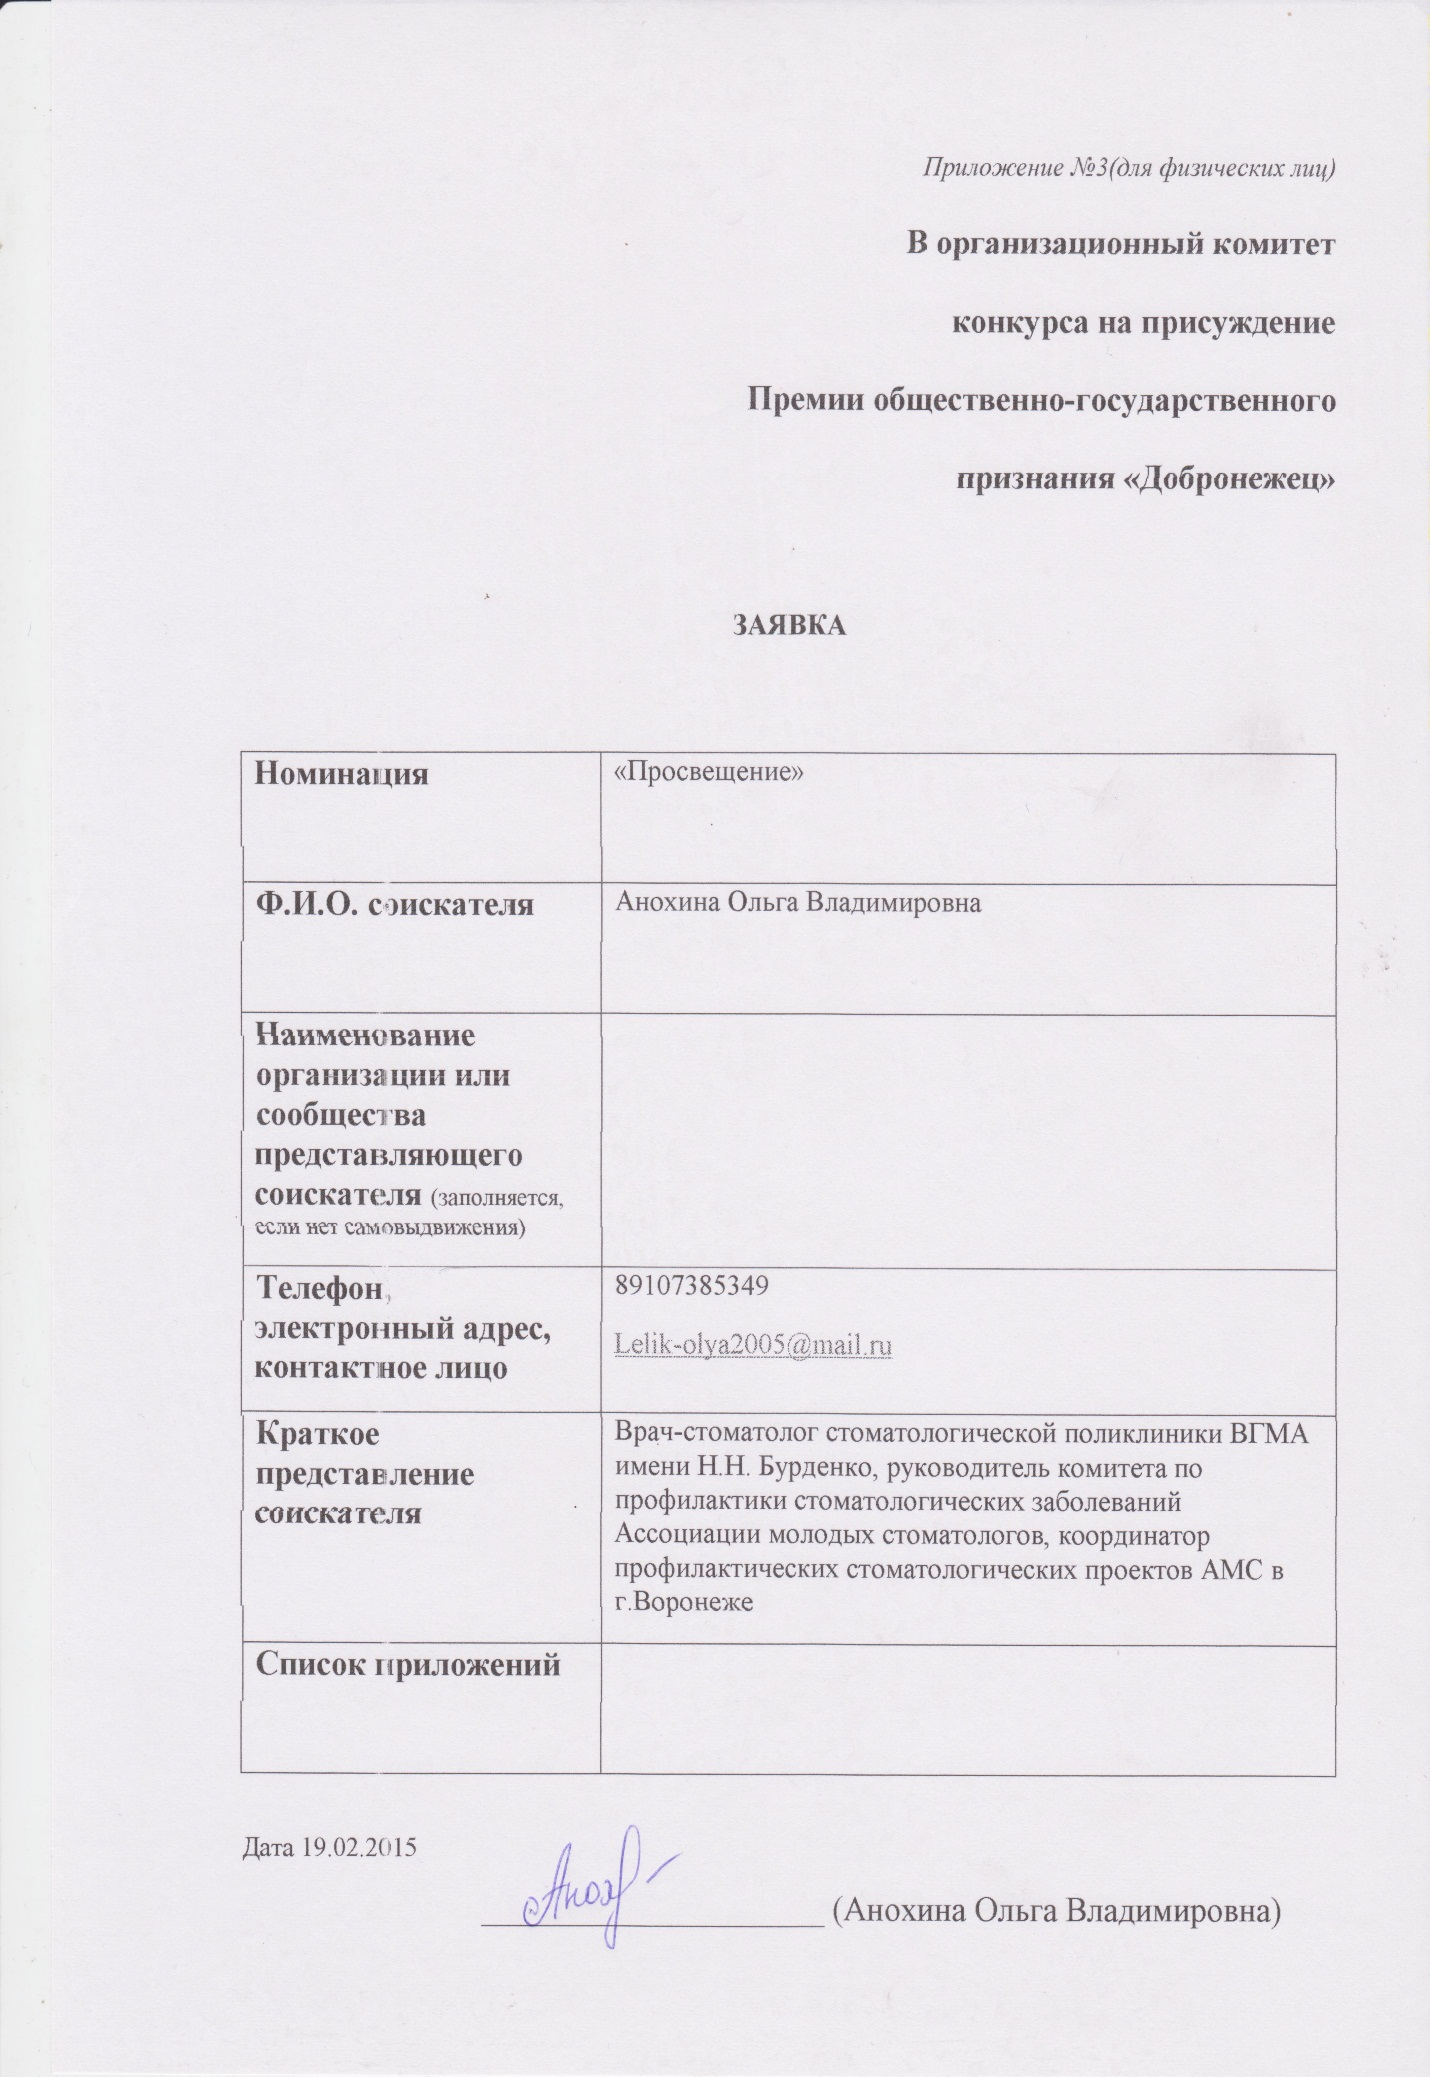 Приложение №3(для физических лиц)
В организационный комитет
конкурса на присуждение
Премии общественно-государственного
признания «Добронежец»
ЗАЯВКА
Номинация
«Просвещение»
Ф.И.О. соискателя
Анохина Ольга Владимировна
Наименование
организации или
сообщества
представляющего
соискателя (заполняется,
если нет самовыдвижения)
Телефон,
электронный адрес,
контактное лицо
89107385349
Lelik-olya2005@mail.ru
Краткое
представление
соискателя
Врач-стоматолог стоматологической поликлиники ВГМА
имени Н.Н. Бурденко, руководитель комитета по
профилактики стоматологических заболеваний
Ассоциации молодых стоматологов, координатор
профилактических стоматологических проектов АМС в
г.Воронеже
Список приложений
Дата 19.02.2015
Анох
(Анохина Ольга Владимировна)